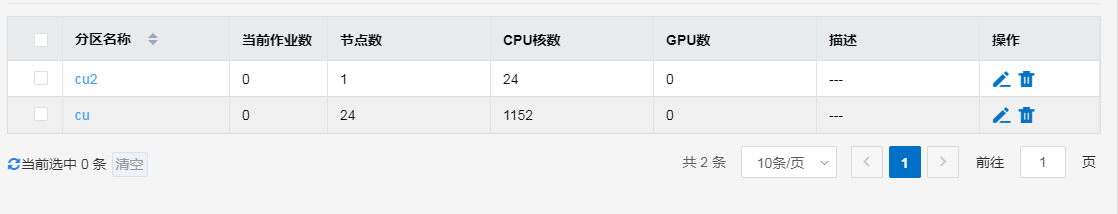 分区名称 当前作业数 节点数 CPU核数 GPU数 描述 操作
cu2 0 1 24 0 ---
cu 0 24 1152 0 ---
当前选中 0 条 清空 共 2 条 10条/页 1 前往 1 页